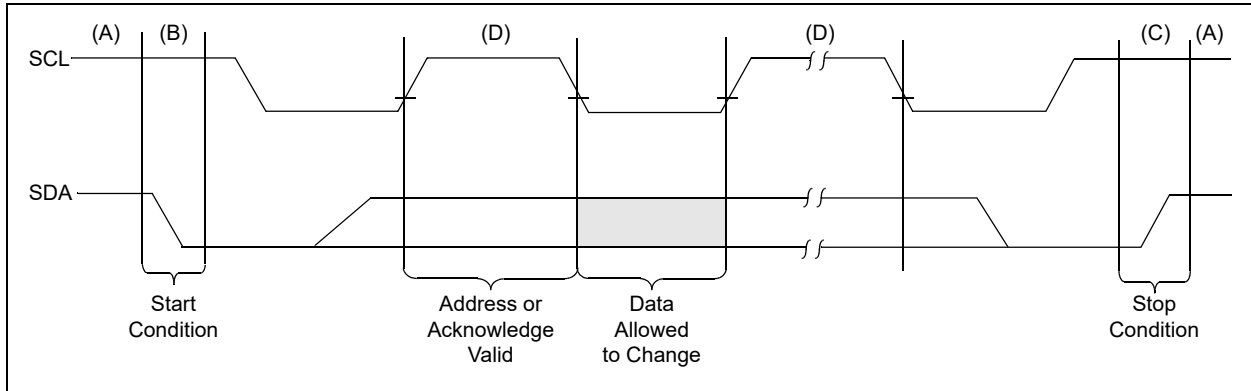 (A) (B) (D) (D) (C) (A)
SCL
SDA
Start
Condition
Address or
Acknowledge
Valid
Data
Allowed
to Change
Stop
Condition